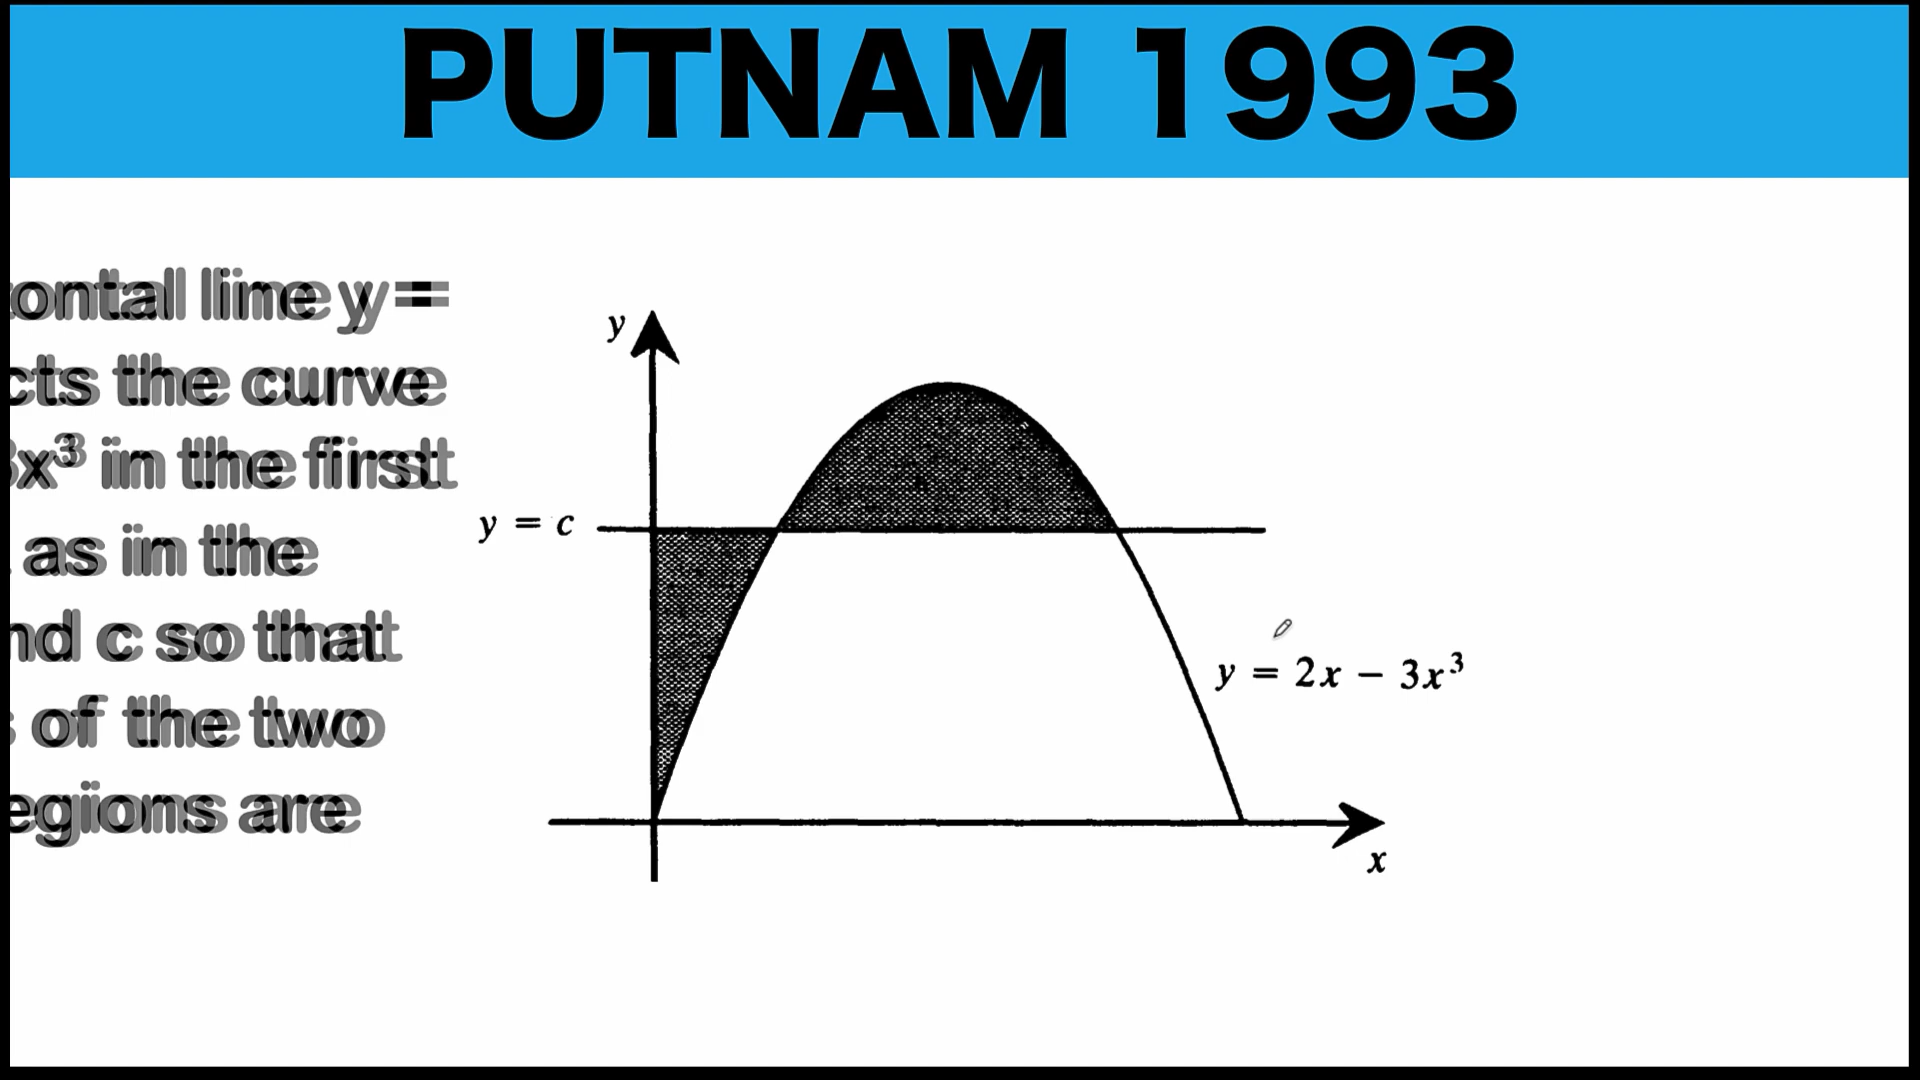 PUTNAM 1993
ontal line y =
cts the curve
x³ in the first
as in the
nd c so that
of the two
egions are
y
y = c
y = 2x − 3x³
x